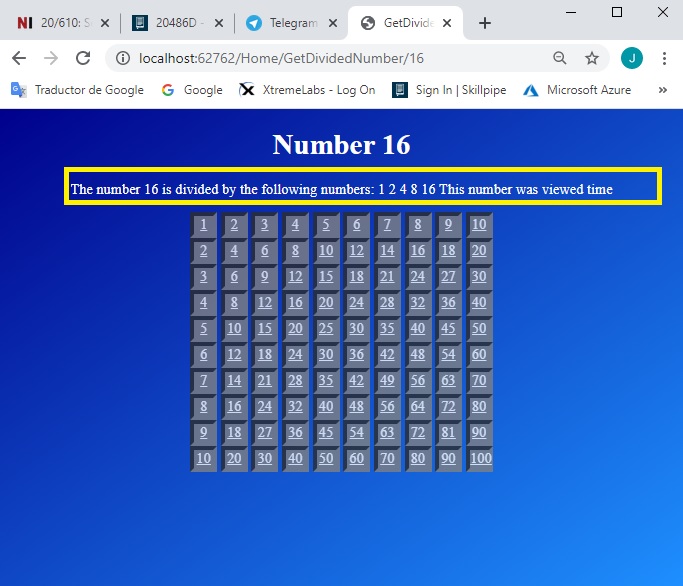 20/610: S
20486D -
Telegram
GetDivide
localhost:62762/Home/GetDividedNumber/16
J
Traductor de Google
Google
XtremeLabs - Log On
Sign In | Skillpipe
Microsoft Azure
»
Number 16
The number 16 is divided by the following numbers: 1 2 4 8 16 This number was viewed time
1 2 3 4 5 6 7 8 9 10
2 4 6 8 10 12 14 16 18 20
3 6 9 12 15 18 21 24 27 30
4 8 12 16 20 24 28 32 36 40
5 10 15 20 25 30 35 40 45 50
6 12 18 24 30 36 42 48 54 60
7 14 21 28 35 42 49 56 63 70
8 16 24 32 40 48 56 64 72 80
9 18 27 36 45 54 63 72 81 90
10 20 30 40 50 60 70 80 90 100